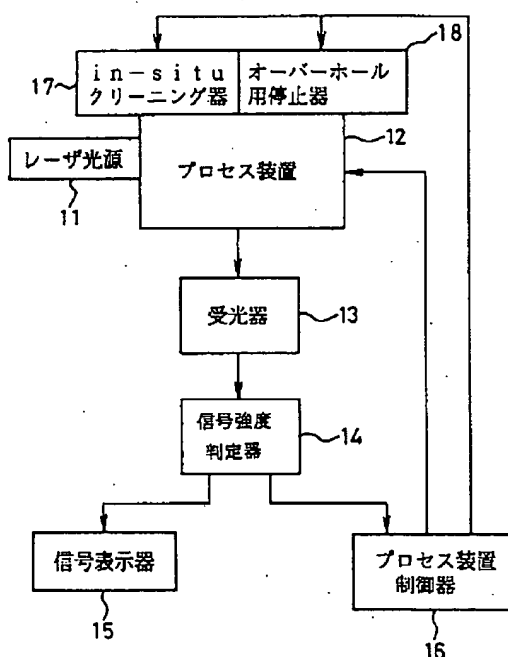 18
17
in-situ
クリーニング器
オーバーホール
用停止器
12
レーザ光源
プロセス装置
11
受光器
13
信号強度
判定器
14
信号表示器
プロセス装置
制御器
15
16